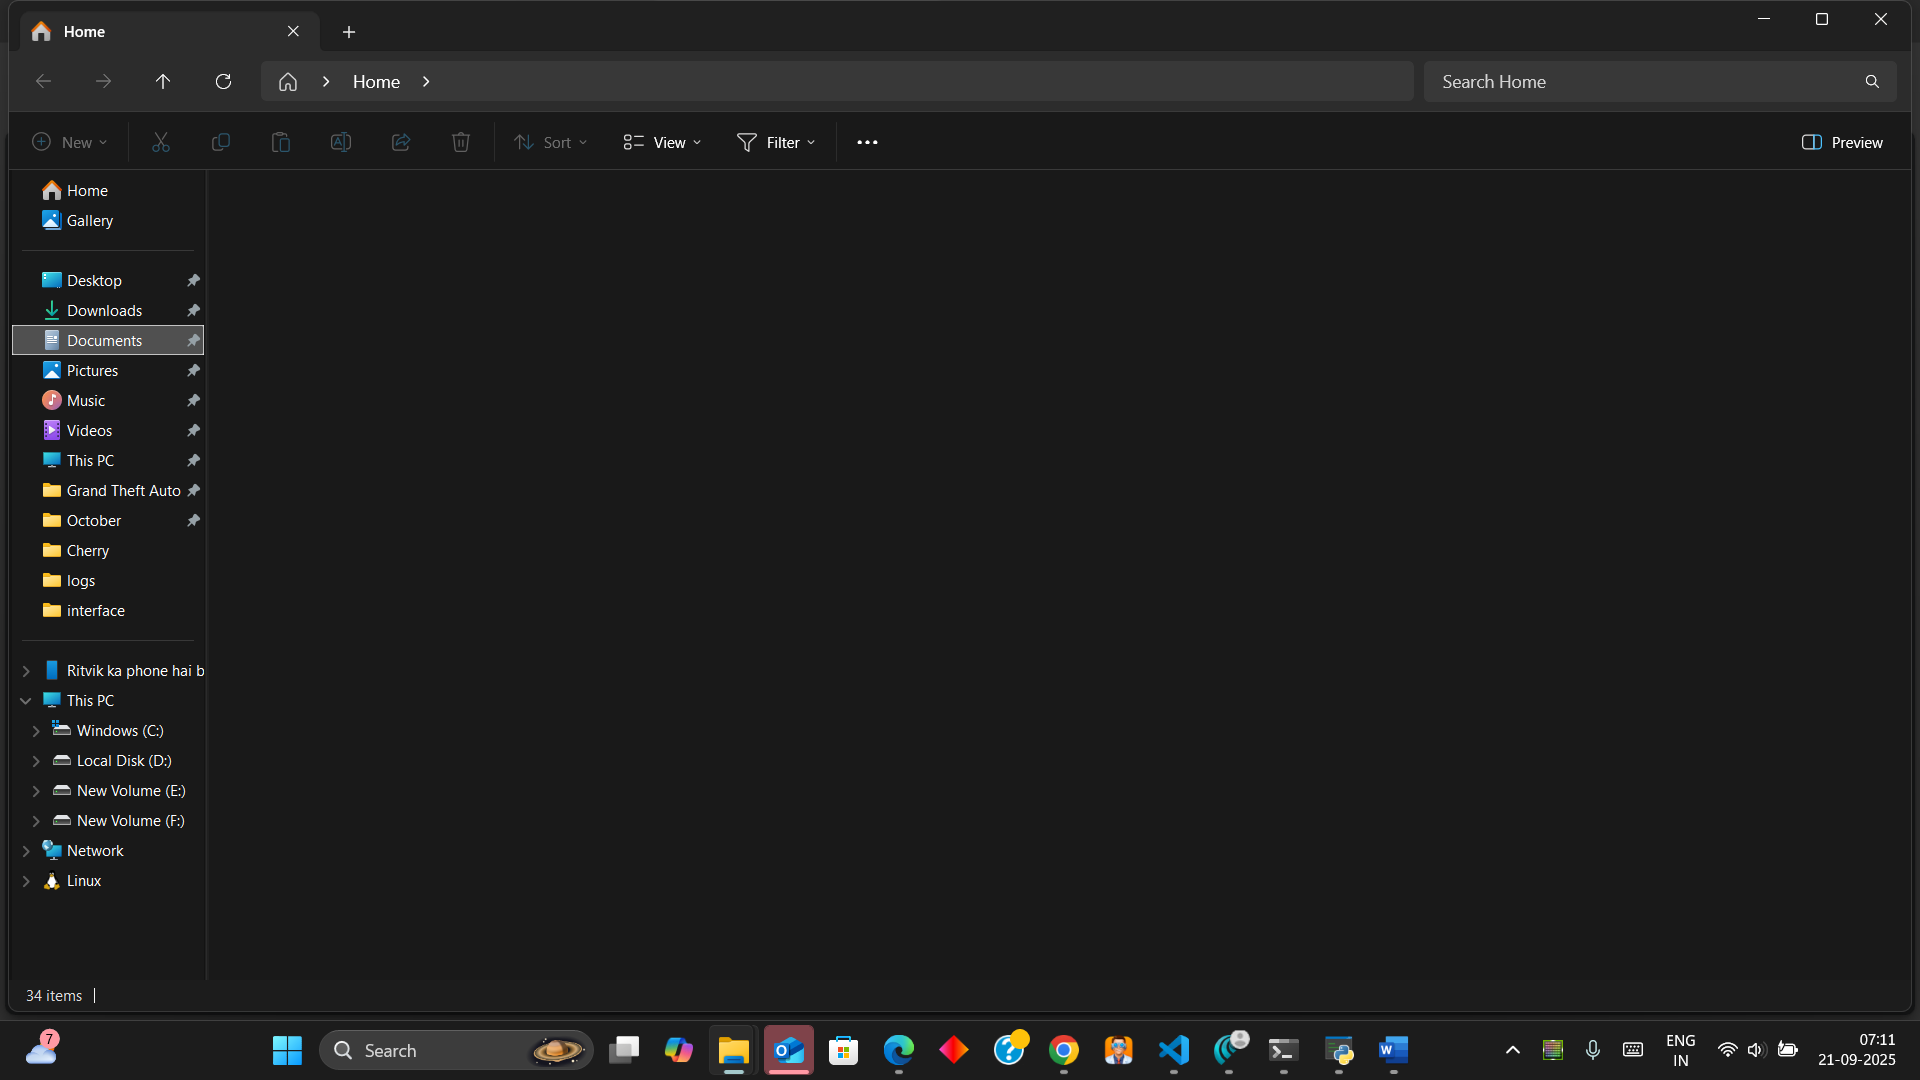 Home
Home
Search Home
New
Sort
View
Filter
Preview
Home
Gallery
Desktop
Downloads
Documents
Pictures
Music
Videos
This PC
Grand Theft Auto
October
Cherry
logs
interface
Ritvik ka phone hai b
This PC
Windows (C:)
Local Disk (D:)
New Volume (E:)
New Volume (F:)
Network
Linux
34 items
7
Search
ENG
IN
07:11
21-09-2025